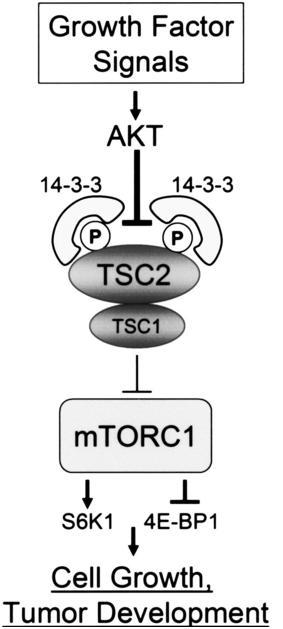 Growth Factor
Signals
AKT
14-3-3 14-3-3
P P
TSC2
TSC1
mTORC1
S6K1 4E-BP1
Cell Growth,
Tumor Development